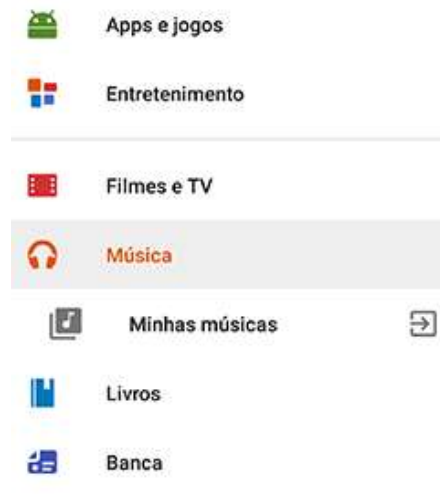 Apps e jogos
Entretenimento
Filmes e TV
Música
Minhas músicas
Livros
Banca